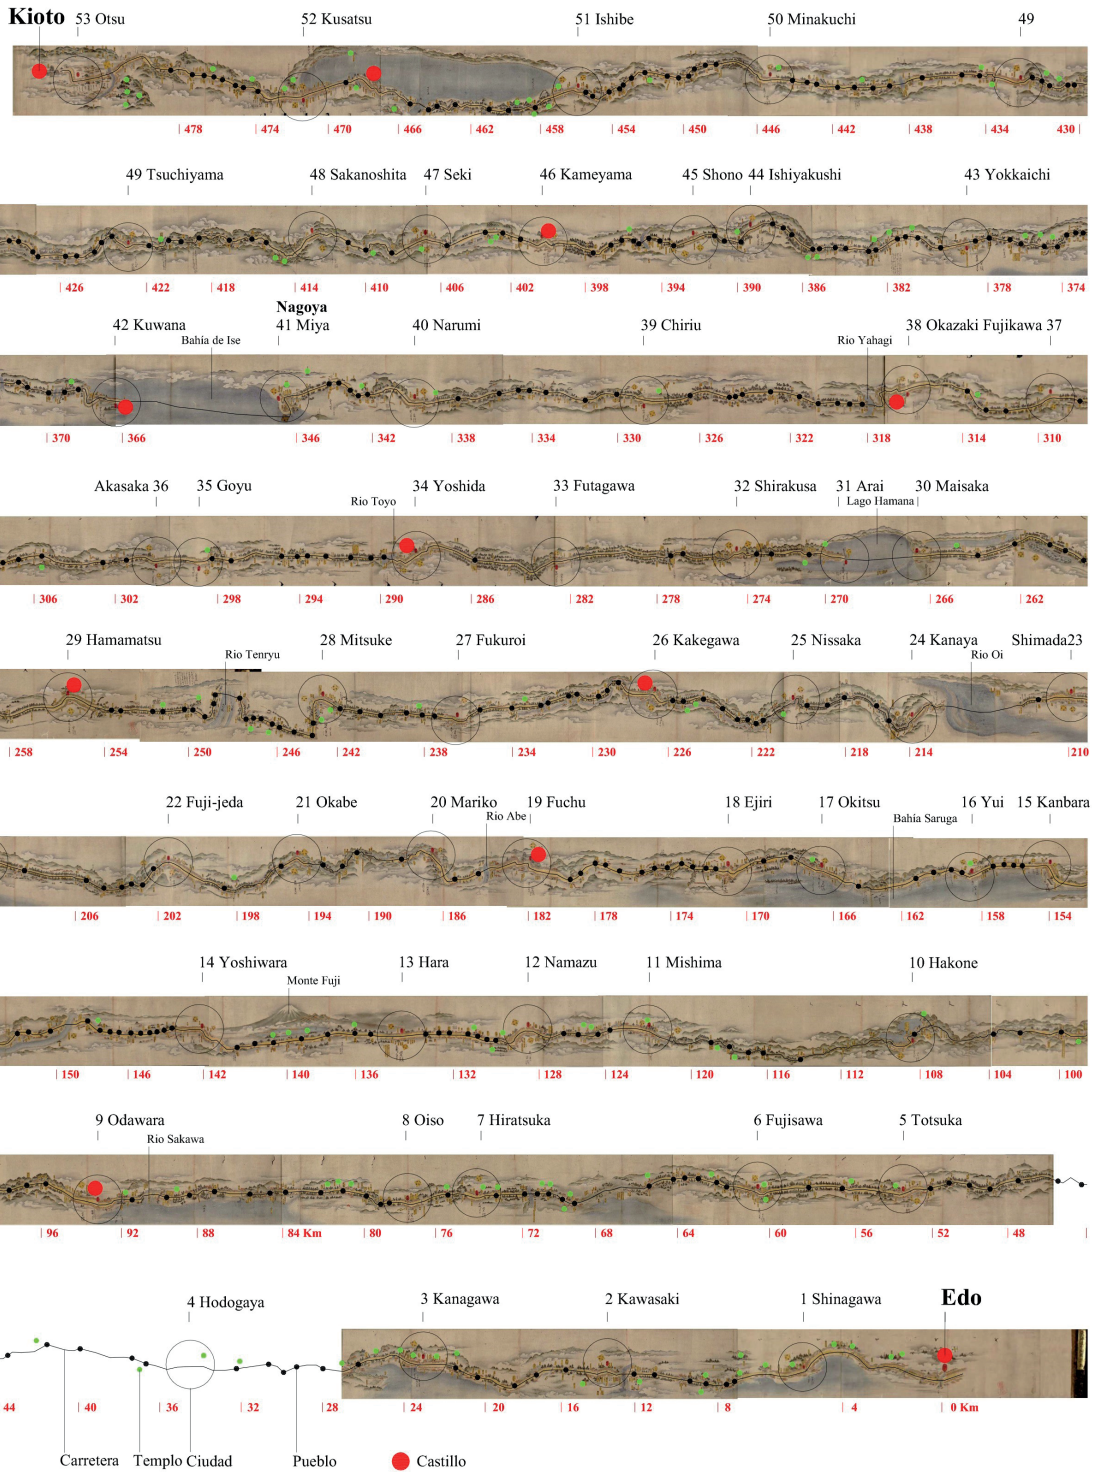 Kioto 53 Otsu 52 Kusatsu 51 Ishibe 50 Minakuchi 49
478 474 470 466 462 458 454 450 446 442 438 434 430
49 Tsuchiyama 48 Sakanoshita 47 Seki 46 Kameyama 45 Shono 44 Ishiyakushi 43 Yokkaichi
426 422 418 414 410 406 402 398 394 390 386 382 378 374
Nagoya
42 Kuwana 41 Miya 40 Narumi 39 Chiriu 38 Okazaki Fujikawa 37
Bahía de Ise Rio Yahagi
370 366 346 342 338 334 330 326 322 318 314 310
Akasaka 36 35 Goyu 34 Yoshida 33 Futagawa 32 Shirakusa 31 Arai 30 Maisaka
Rio Toyo Lago Hamana
306 302 298 294 290 286 282 278 274 270 266 262
29 Hamamatsu 28 Mitsuke 27 Fukuroi 26 Kakegawa 25 Nissaka 24 Kanaya Shimada23
Rio Tenryu Rio Oi
258 254 250 246 242 238 234 230 226 222 218 214 210
22 Fuji-jeda 21 Okabe 20 Mariko 19 Fuchu 18 Ejiri 17 Okitsu 16 Yui 15 Kanbara
Rio Abe Bahía Saruga
206 202 198 194 190 186 182 178 174 170 166 162 158 154
14 Yoshiwara 13 Hara 12 Namazu 11 Mishima 10 Hakone
Monte Fuji
150 146 142 140 136 132 128 124 120 116 112 108 104 100
9 Odawara 8 Oiso 7 Hiratsuka 6 Fujisawa 5 Totsuka
Rio Sakawa
96 92 88 84 Km 80 76 72 68 64 60 56 52 48
4 Hodogaya 3 Kanagawa 2 Kawasaki 1 Shinagawa Edo
44 40 36 32 28 24 20 16 12 8 4 0 Km
Carretera Templo Ciudad Pueblo Castillo